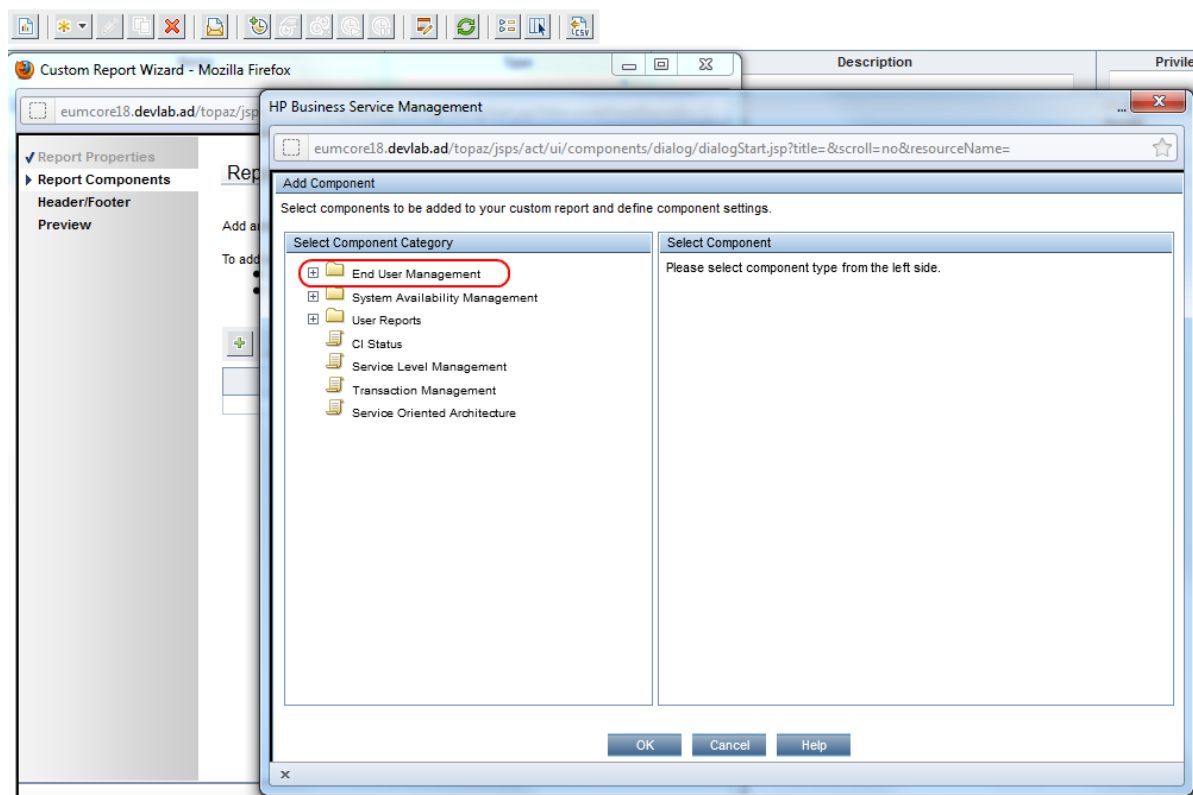 CSV
Description
Privile
Custom Report Wizard - Mozilla Firefox
eumcore18.devlab.ad/topaz/jsp
HP Business Service Management
...
eumcore18.devlab.ad/topaz/jsps/act/ui/components/dialog/dialogStart.jsp?title=&scroll=no&resourceName=
Report Properties
Report Components
Header/Footer
Preview
Rep
Add a
To add
Add Component
Select components to be added to your custom report and define component settings.
Select Component Category
End User Management
System Availability Management
User Reports
CI Status
Service Level Management
Transaction Management
Service Oriented Architecture
Select Component
Please select component type from the left side.
OK Cancel Help
x